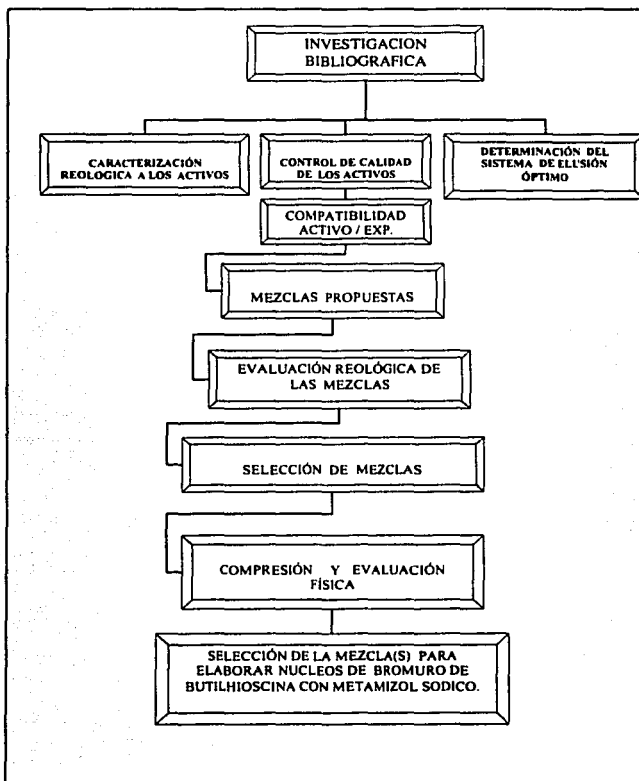 INVESTIGACION
BIBLIOGRAFICA
CARACTERIZACIÓN
REOLOGICA A LOS ACTIVOS
CONTROL DE CALIDAD
DE LOS ACTIVOS
DETERMINACIÓN DEL
SISTEMA DE ELUSIÓN
ÓPTIMO
COMPATIBILIDAD
ACTIVO / EXP.
MEZCLAS PROPUESTAS
EVALUACIÓN REOLÓGICA DE
LAS MEZCLAS
SELECCIÓN DE MEZCLAS
COMPRESIÓN Y EVALUACIÓN
FÍSICA
SELECCIÓN DE LA MEZCLA(S) PARA
ELABORAR NUCLEOS DE BROMURO DE
BUTILHIOSCINA CON METAMIZOL SODICO.